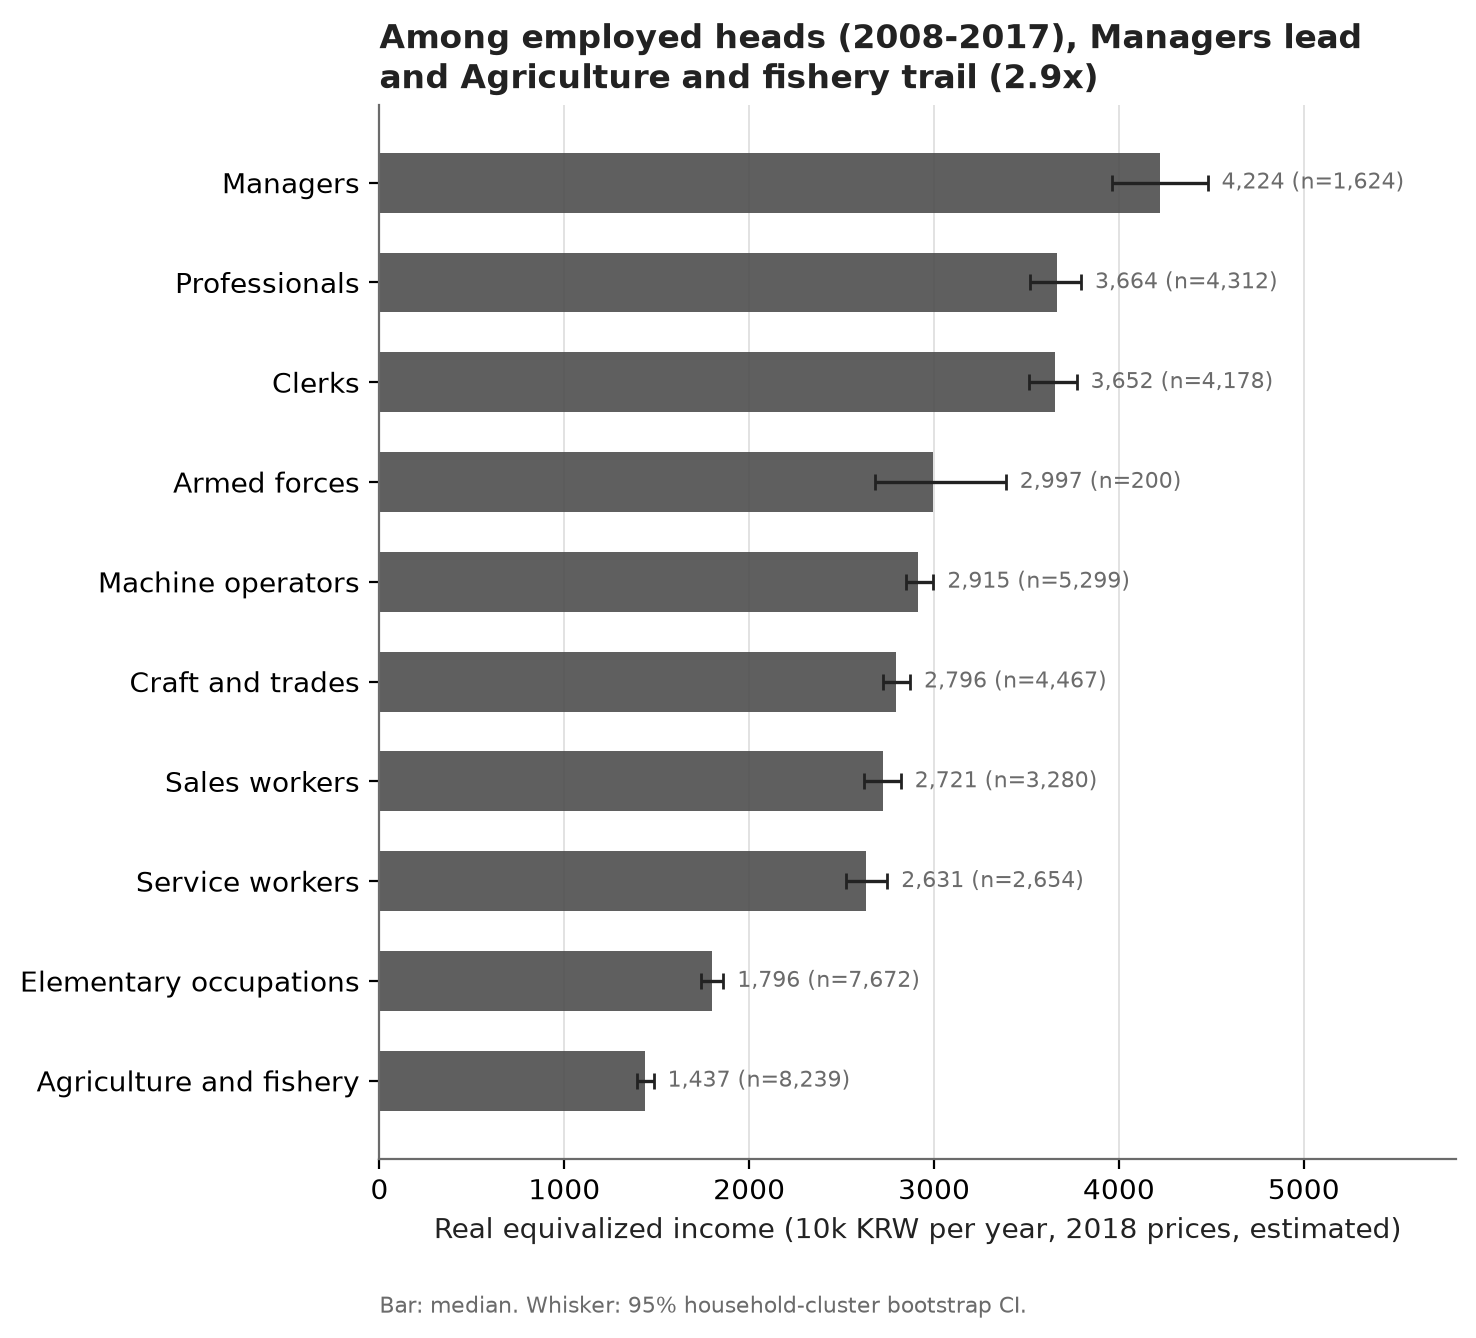 Among employed heads (2008-2017), Managers lead
and Agriculture and fishery trail (2.9x)
Managers
4,224 (n=1,624)
Professionals
3,664 (n=4,312)
Clerks
3,652 (n=4,178)
Armed forces
2,997 (n=200)
Machine operators
2,915 (n=5,299)
Craft and trades
2,796 (n=4,467)
Sales workers
2,721 (n=3,280)
Service workers
2,631 (n=2,654)
Elementary occupations
1,796 (n=7,672)
Agriculture and fishery
1,437 (n=8,239)
0 1000 2000 3000 4000 5000
Real equivalized income (10k KRW per year, 2018 prices, estimated)
Bar: median. Whisker: 95% household-cluster bootstrap CI.